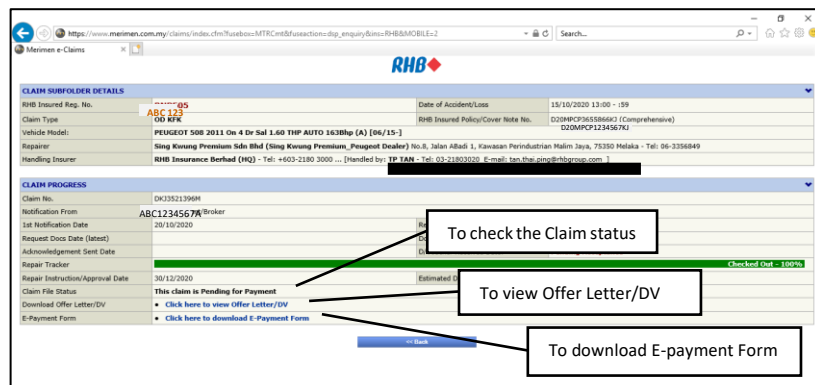 https://www.merimen.com.my/claims/index.cfm?fusebox=MTRCmt&fuseaction=dsp_enquiry&ins=RHB&MOBILE=2
Search...
Merimen e-Claims
RHB
CLAIM SUBFOLDER DETAILS
RHB Insured Reg. No.
ABC 123
Date of Accident/Loss
15/10/2020 13:00 - :59
Claim Type
OD KFK
RHB Insured Policy/Cover Note No.
D20MPCP3655866KJ (Comprehensive)
D20MPCP1234567KJ
Vehicle Model:
PEUGEOT 508 2011 On 4 Dr Sal 1.60 THP AUTO 163Bhp (A) [06/15-]
Repairer
Sing Kwung Premium Sdn Bhd (Sing Kwung Premium_Peugeot Dealer) No.8, Jalan ABadi 1, Kawasan Perindustrian Malim Jaya, 75350 Melaka - Tel: 06-3356849
Handling Insurer
RHB Insurance Berhad (HQ) - Tel: +603-2180 3000 ... [Handled by: TP TAN - Tel: 03-21803020 E-mail: tan.thai.ping@rhbgroup.com ]
CLAIM PROGRESS
Claim No.
DKJ3521396M
Notification From
ABC1234567A
/Broker
1st Notification Date
20/10/2020
Request Docs Date (latest)
Acknowledgement Sent Date
Repair Tracker
Checked Out - 100%
Repair Instruction/Approval Date
30/12/2020
Estimated
Claim File Status
This claim is Pending for Payment
Download Offer Letter/DV
• Click here to view Offer Letter/DV
E-Payment Form
• Click here to download E-Payment Form
<< Back
To check the Claim status
To view Offer Letter/DV
To download E-payment Form